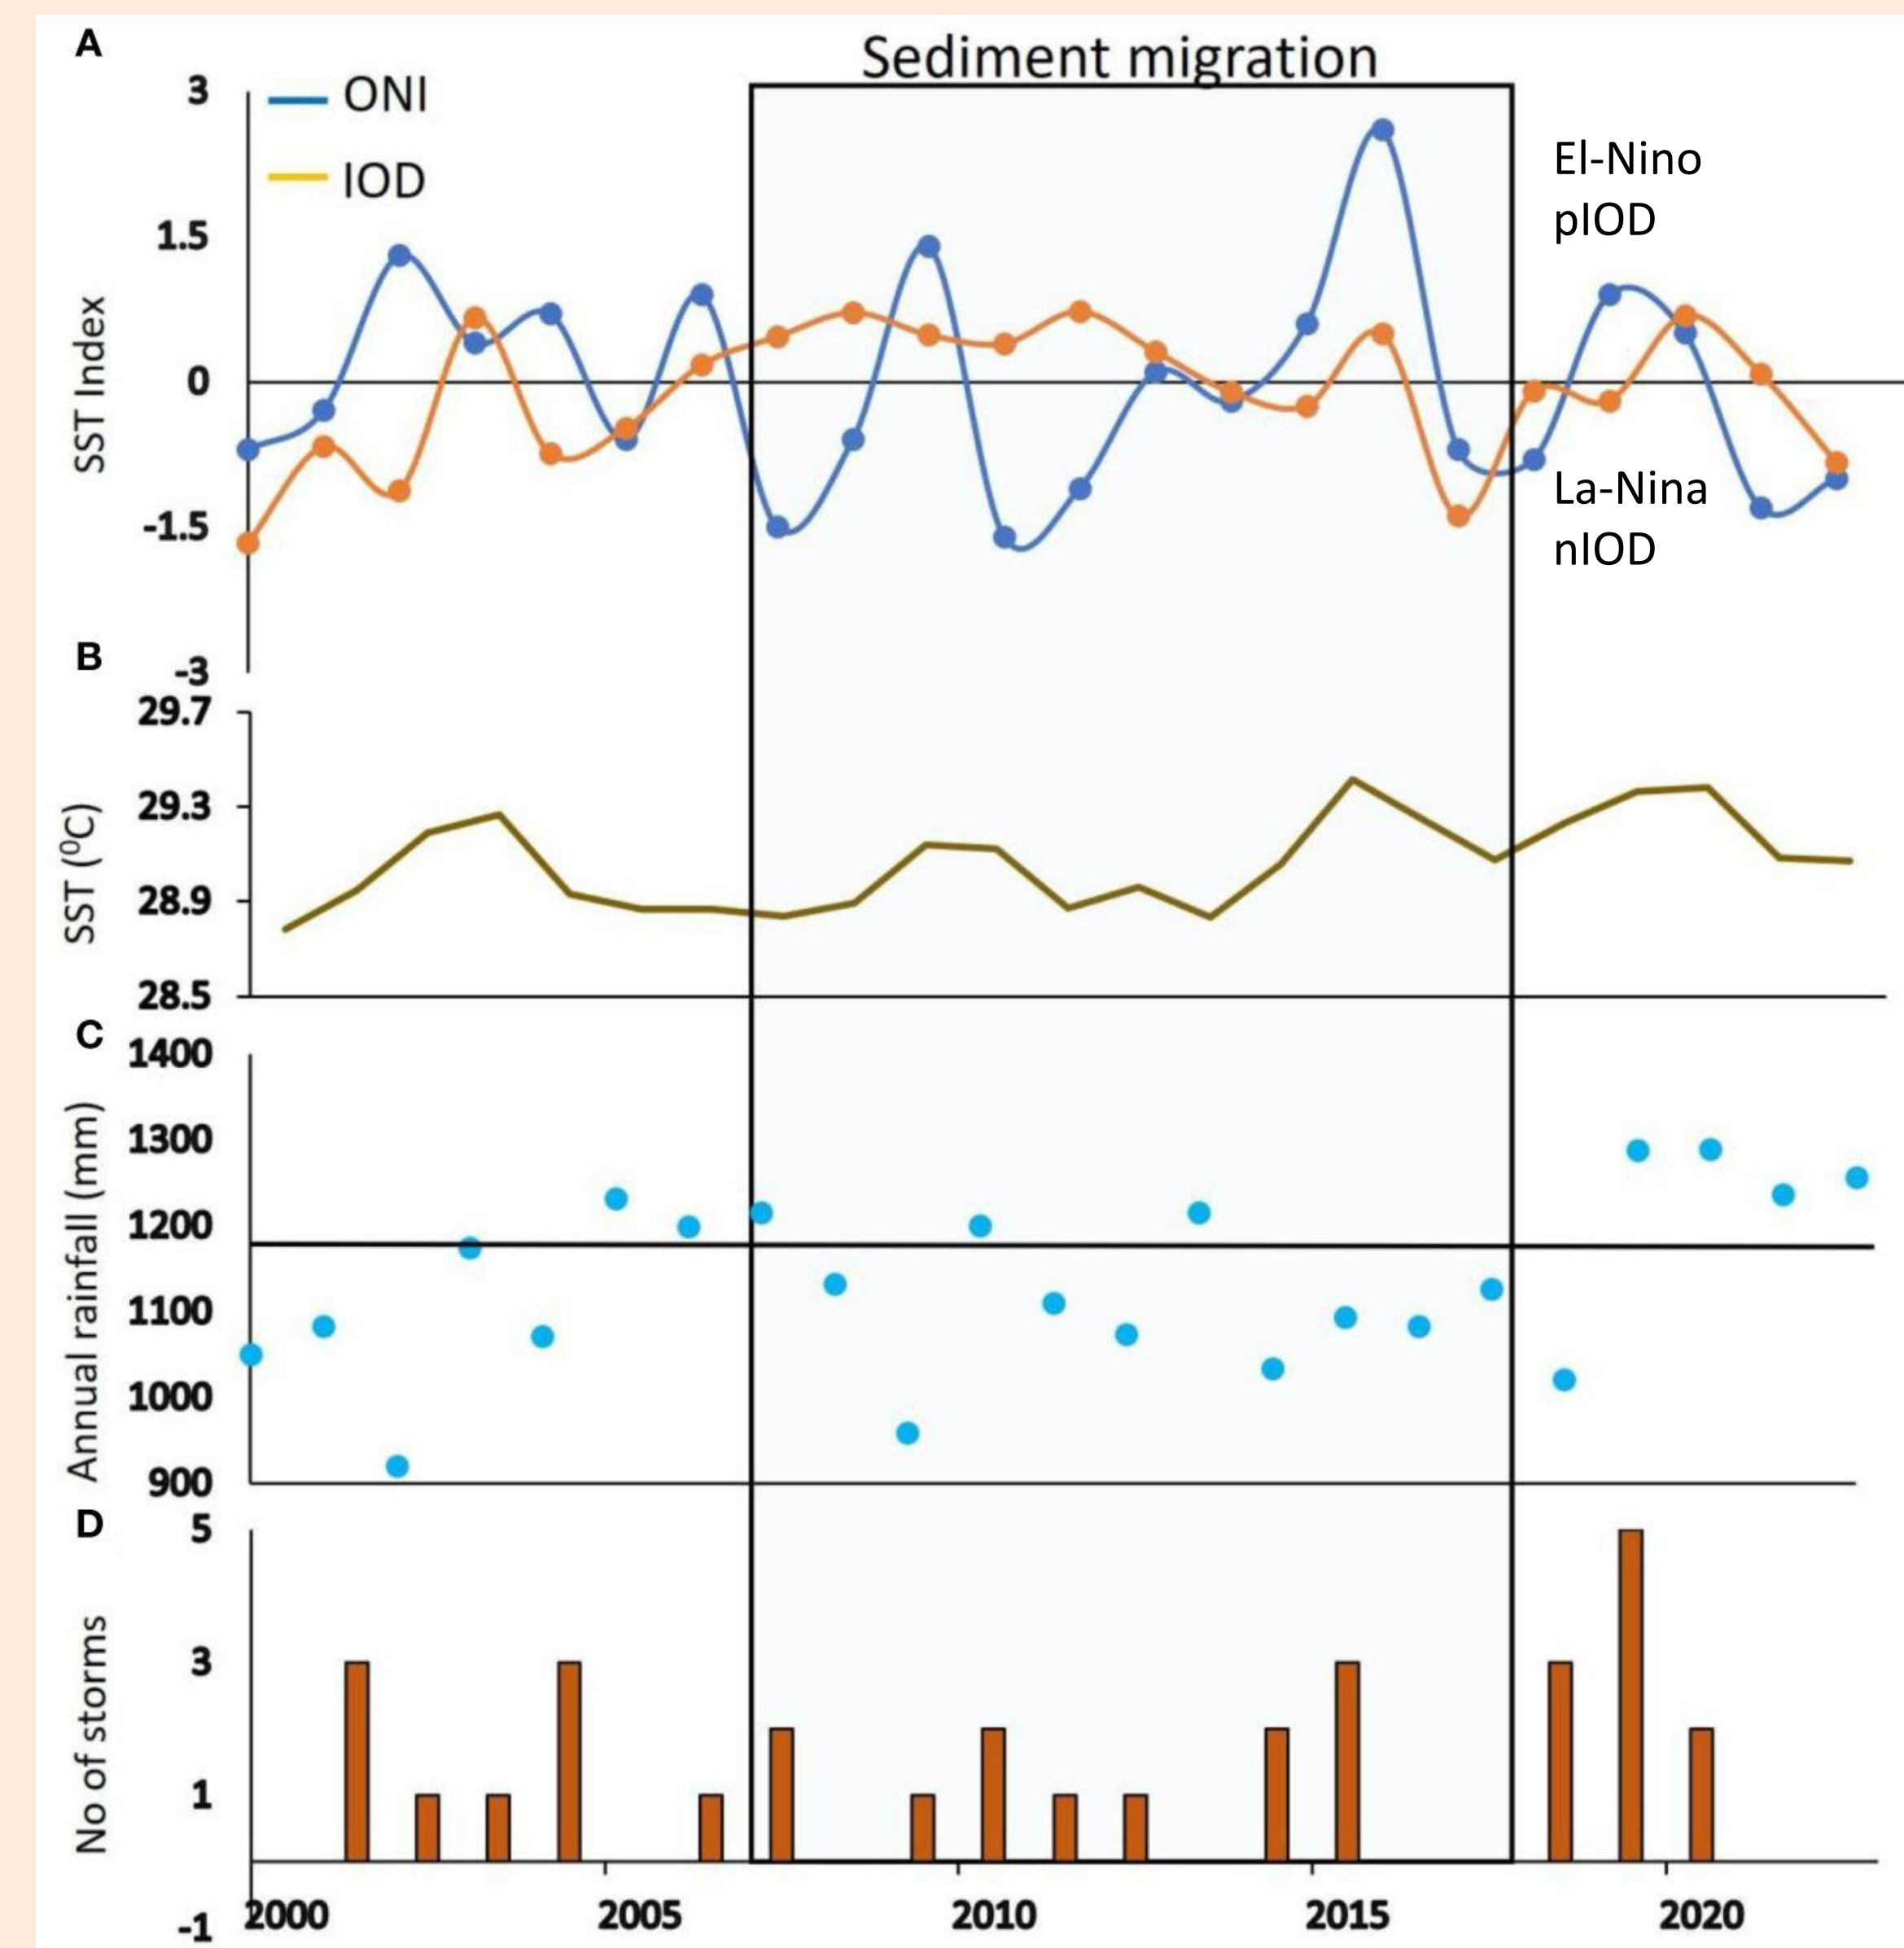 A
Sediment migration
3
ONI
IOD
1.5
0
-1.5
-3
SST Index
El-Nino
pIOD
La-Nina
nIOD
B
29.7
29.3
28.9
28.5
SST (⁰C)
C
1400
1300
1200
1100
1000
900
Annual rainfall (mm)
D
5
3
1
-1
No of storms
2000 2005 2010 2015 2020